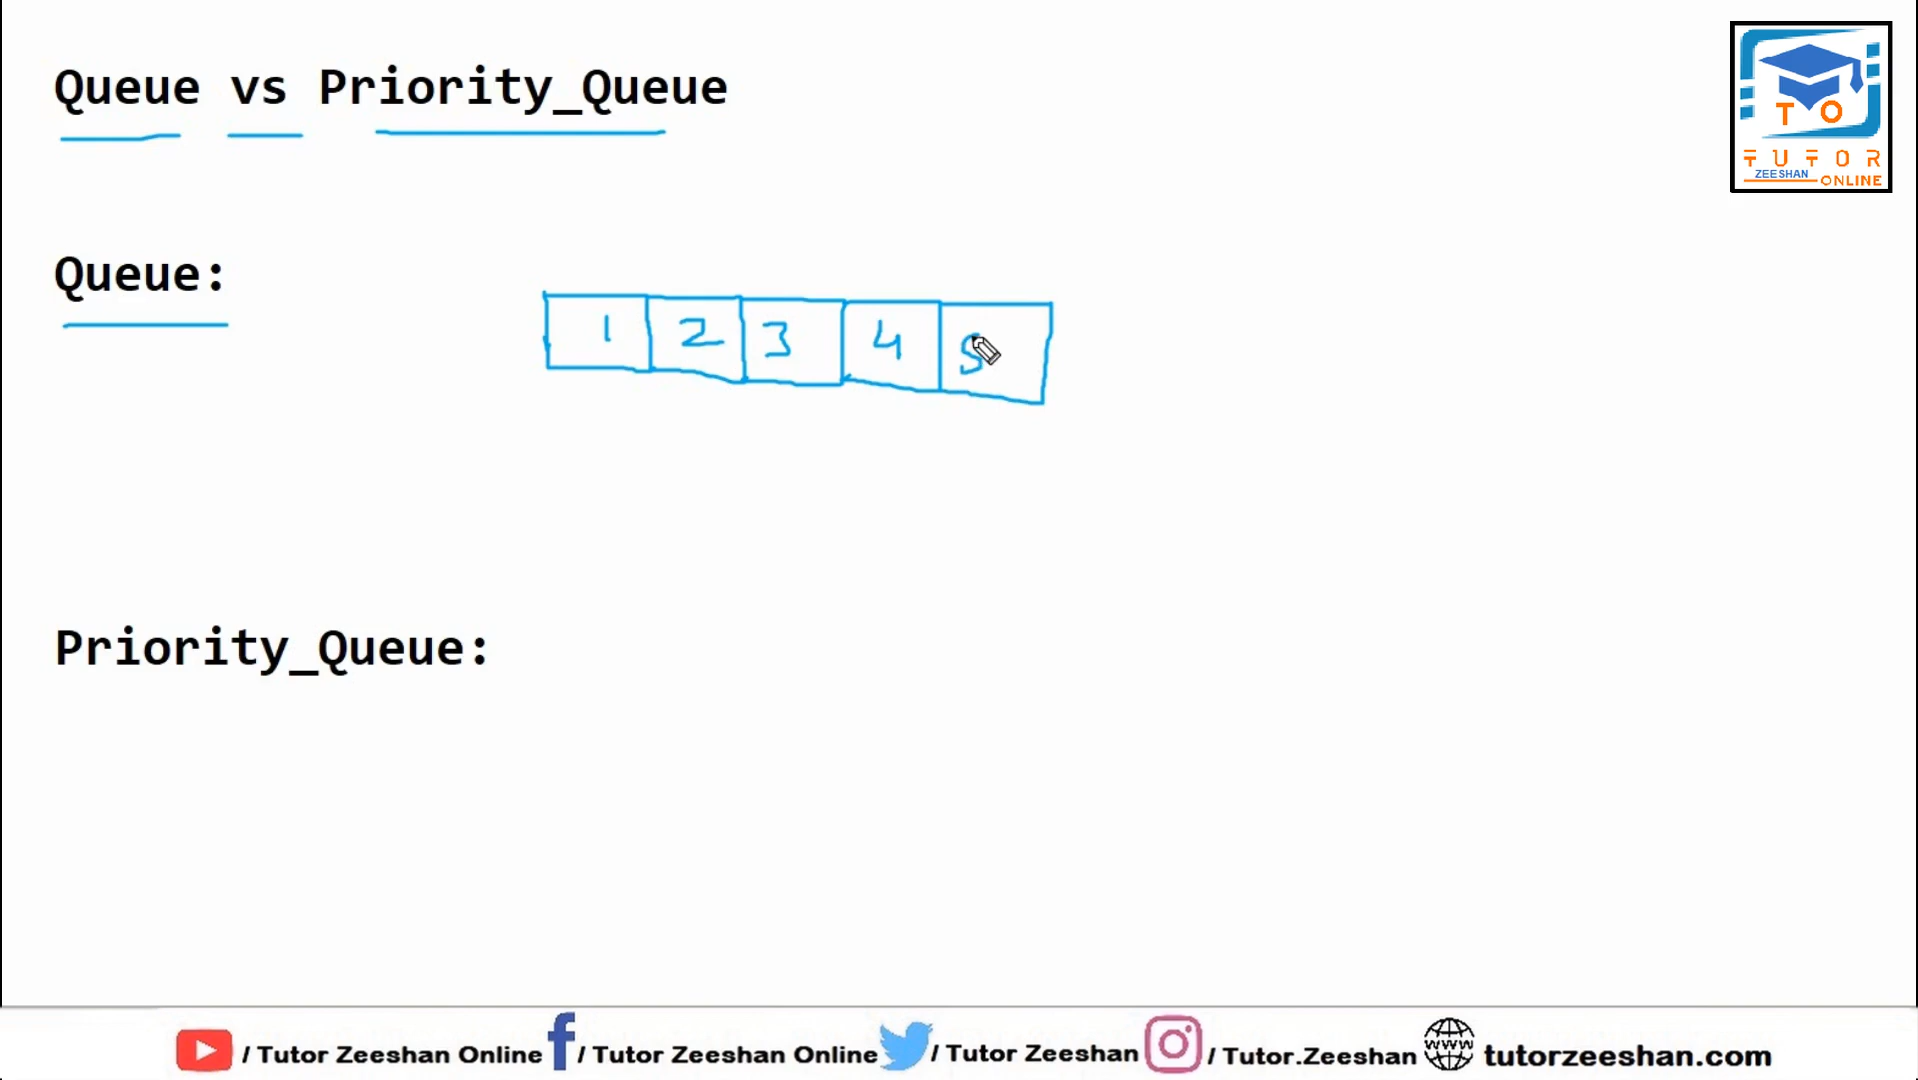 Queue vs Priority_Queue
T O
TUTOR
ZEESHAN
ONLINE
Queue:
1 2 3 4 5
Priority_Queue:
/ Tutor Zeeshan Online / Tutor Zeeshan Online / Tutor Zeeshan / Tutor.Zeeshan WWW tutorzeeshan.com